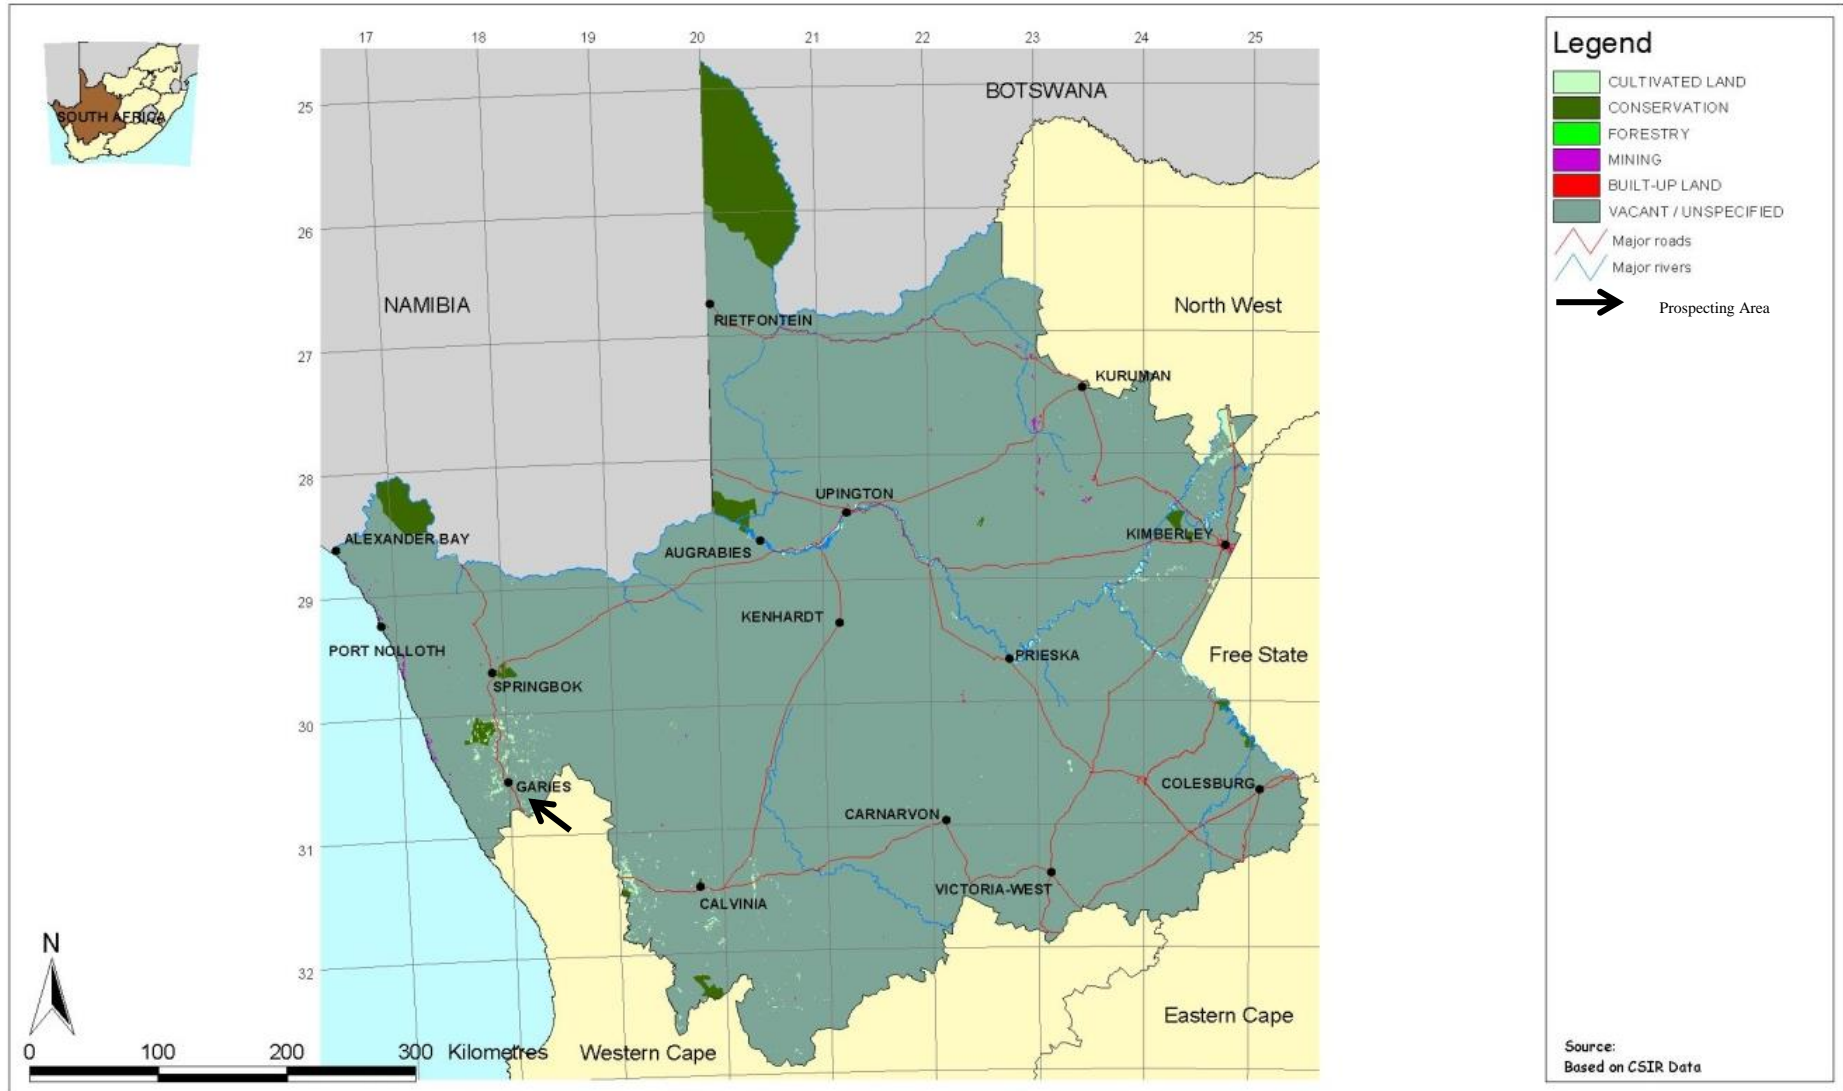 17 18 19 20 21 22 23 24 25
SOUTH AFRICA
25
26
27
28
29
30
31
32
BOTSWANA
NAMIBIA
North West
RIETFONTEIN
KURUMAN
UPINGTON
ALEXANDER BAY
AUGRABIES
KIMBERLEY
KENHARDT
PORT NOLLOTH
PRIESKA
Free State
SPRINGBOK
GARIES
COLESBURG
CARNARVON
VICTORIA-WEST
CALVINIA
Eastern Cape
Western Cape
N
0 100 200 300 Kilometres
Legend
CULTIVATED LAND
CONSERVATION
FORESTRY
MINING
BUILT-UP LAND
VACANT / UNSPECIFIED
Major roads
Major rivers
Prospecting Area
Source:
Based on CSIR Data